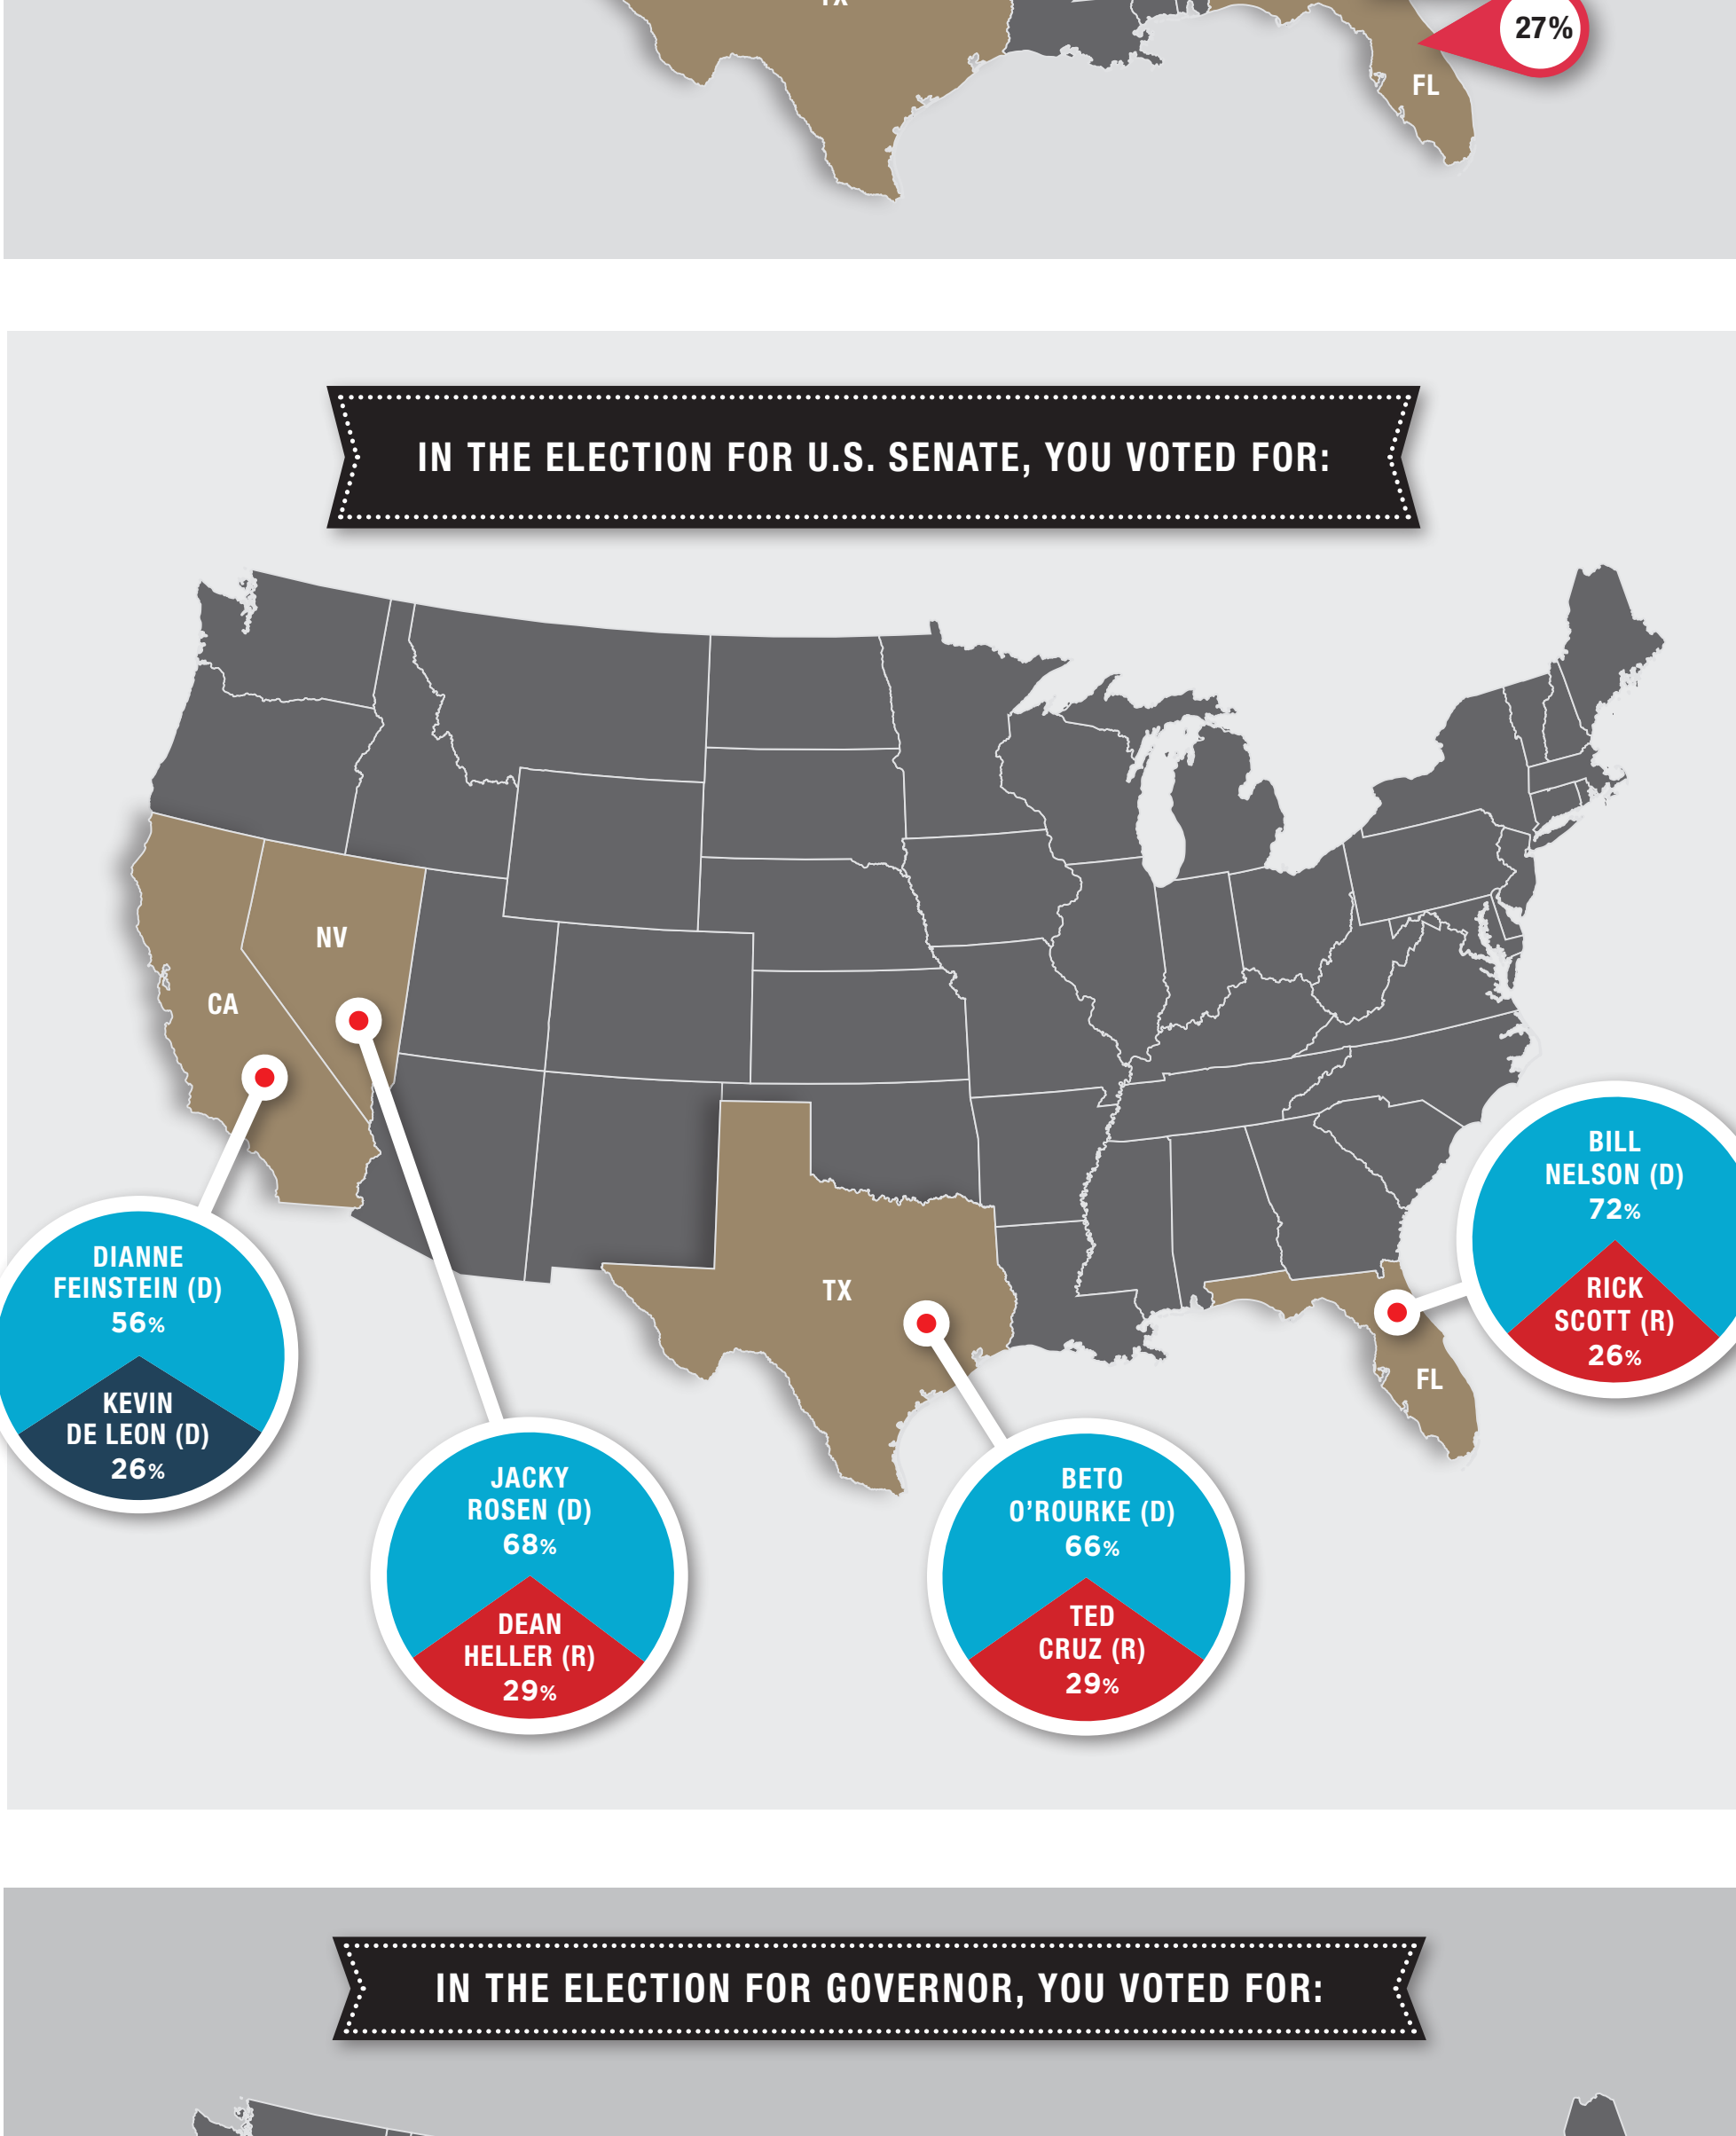 TX
27%
FL
IN THE ELECTION FOR U.S. SENATE, YOU VOTED FOR:
NV
CA
BILL
NELSON (D)
72%
RICK
SCOTT (R)
26%
DIANNE
FEINSTEIN (D)
56%
KEVIN
DE LEON (D)
26%
TX
FL
JACKY
ROSEN (D)
68%
DEAN
HELLER (R)
29%
BETO
O’ROURKE (D)
66%
TED
CRUZ (R)
29%
IN THE ELECTION FOR GOVERNOR, YOU VOTED FOR: